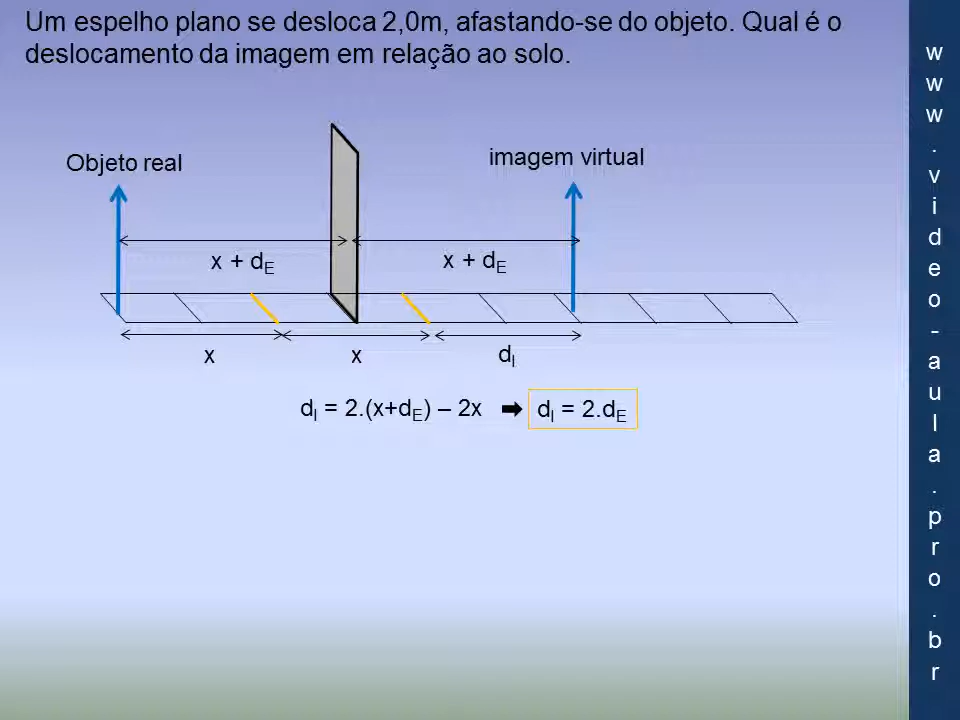 Um espelho plano se desloca 2,0m, afastando-se do objeto. Qual é o
deslocamento da imagem em relação ao solo.
Objeto real
imagem virtual
x + dE
x + dE
x
x
dI
dI = 2.(x+dE) – 2x ➡ dI = 2.dE
www.video-aula.pro.br